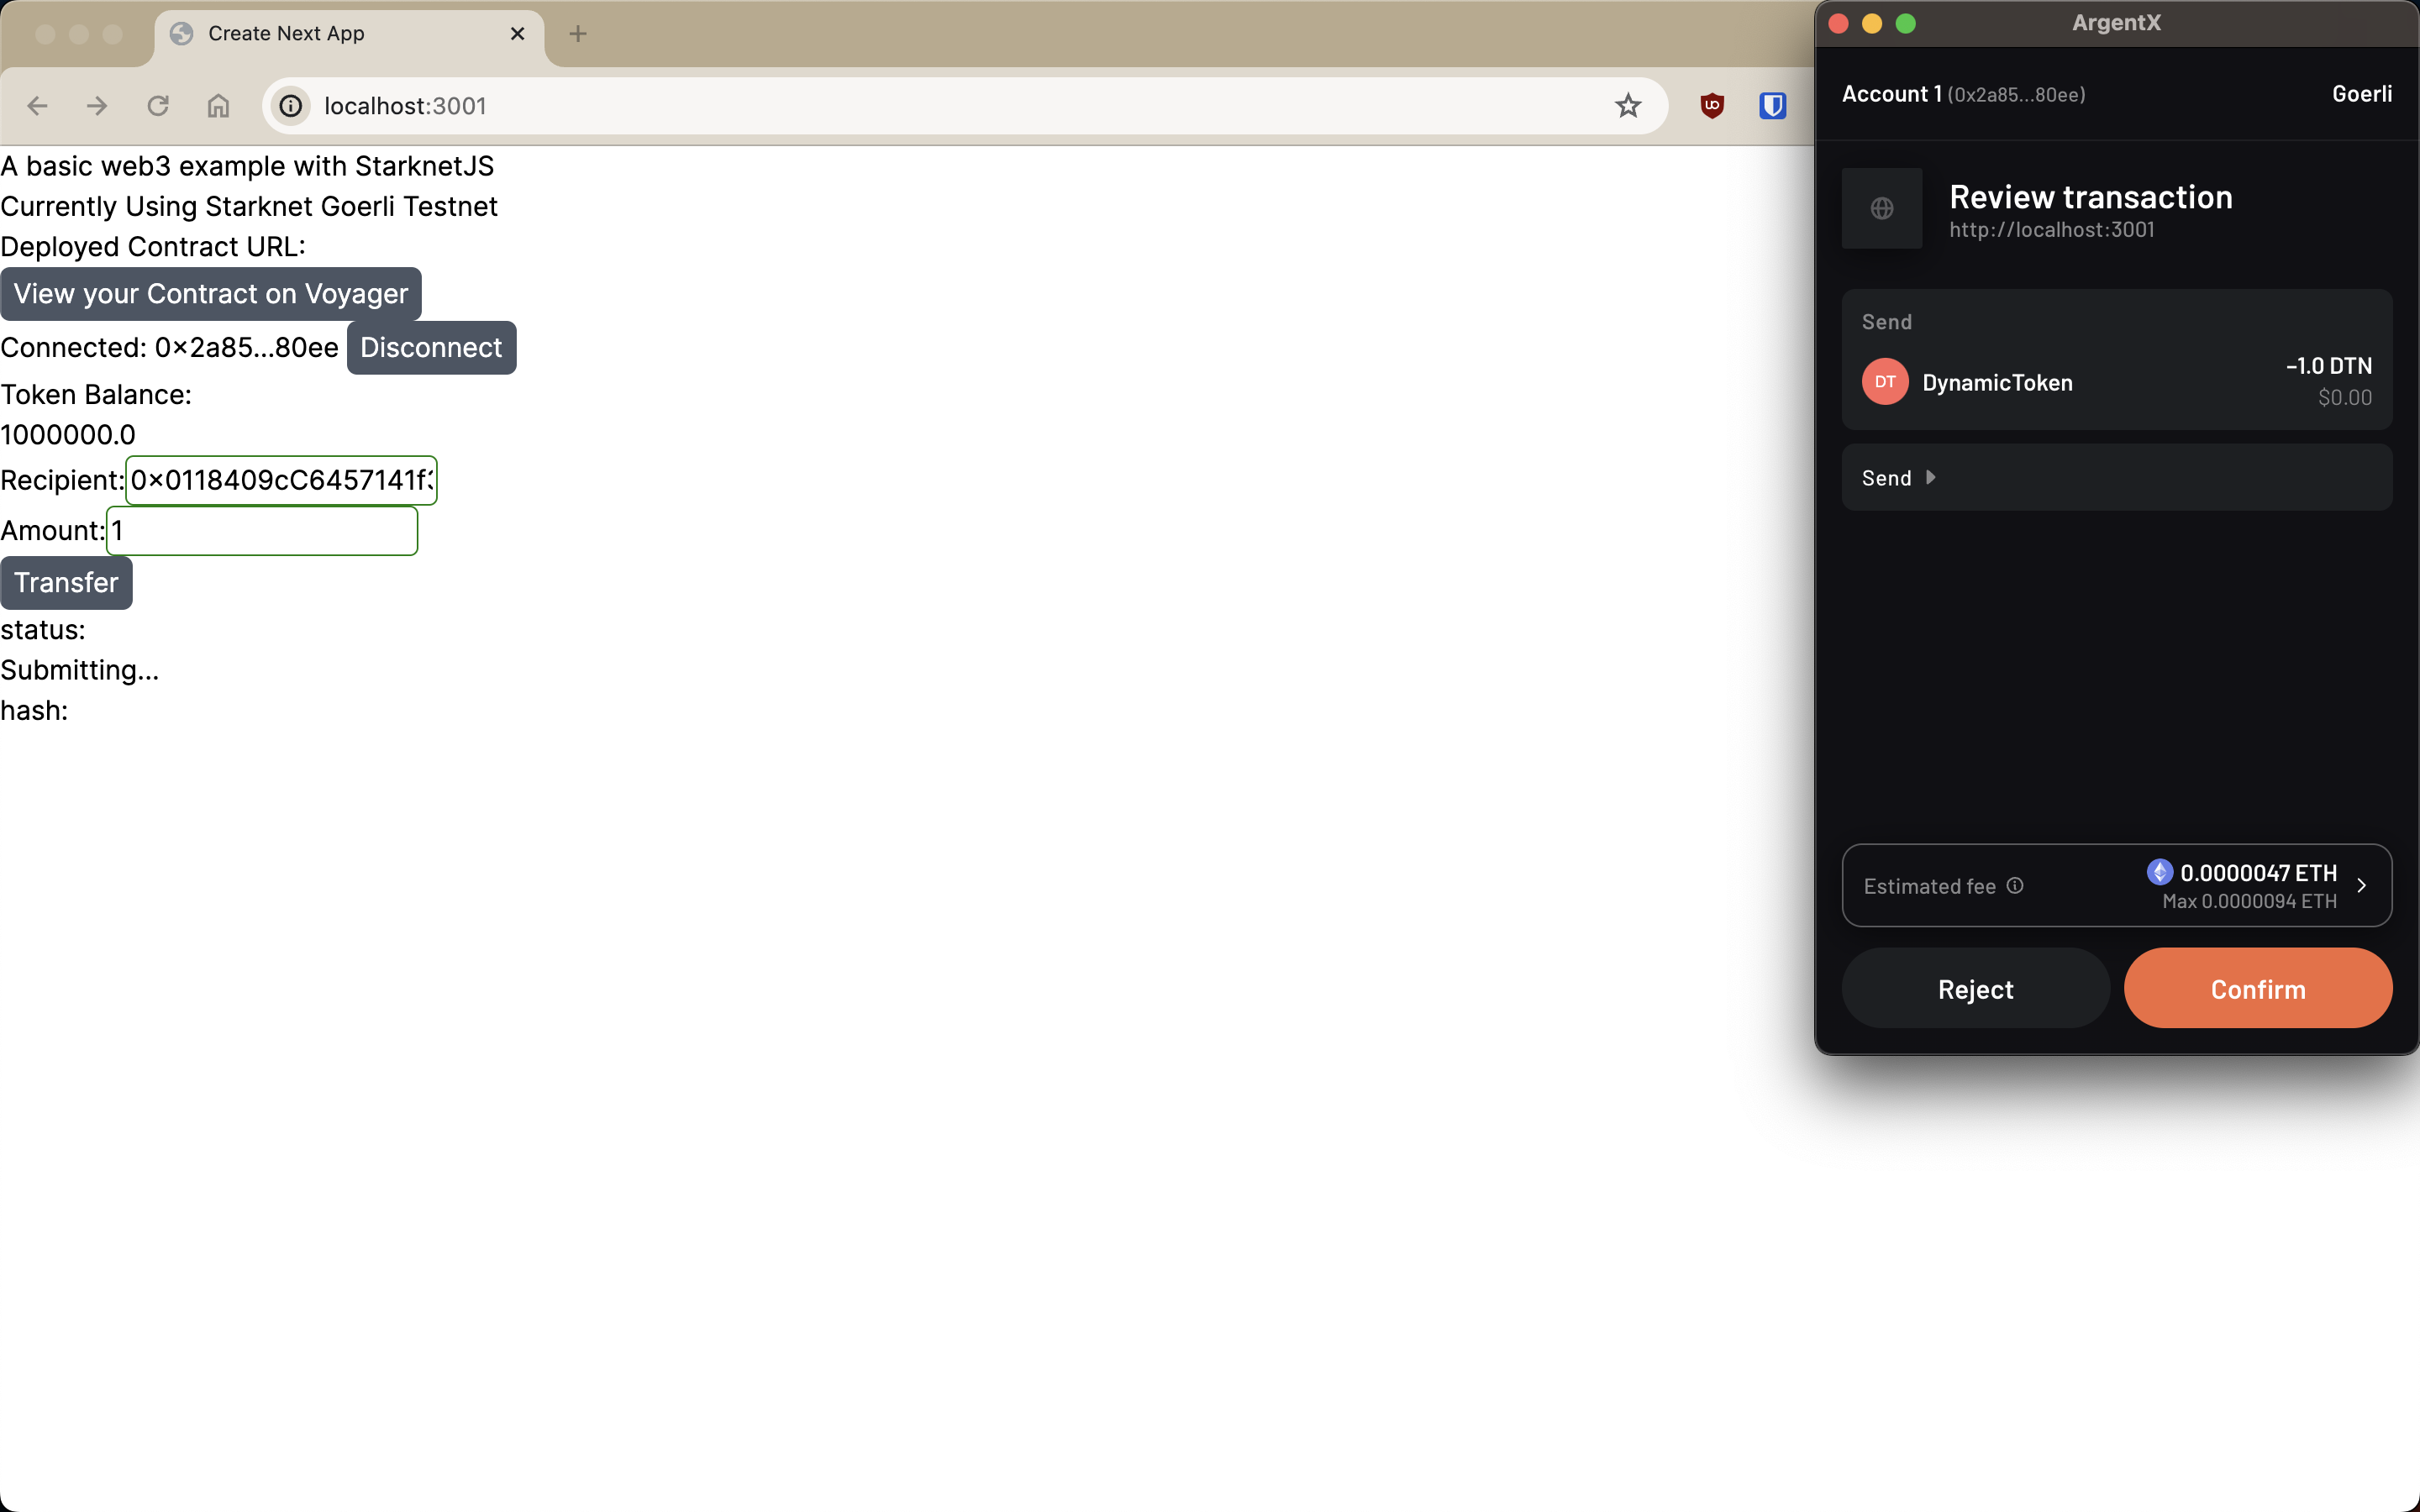 Create Next App
localhost:3001
A basic web3 example with StarknetJS
Currently Using Starknet Goerli Testnet
Deployed Contract URL:
View your Contract on Voyager
Connected: 0x2a85...80ee Disconnect
Token Balance:
1000000.0
Recipient: 0x0118409cC6457141f
Amount: 1
Transfer
status:
Submitting...
hash:
ArgentX
Account 1 (0x2a85...80ee) Goerli
Review transaction
http://localhost:3001
Send
DT DynamicToken −1.0 DTN
$0.00
Send
Estimated fee 0.0000047 ETH
Max 0.0000094 ETH
Reject Confirm